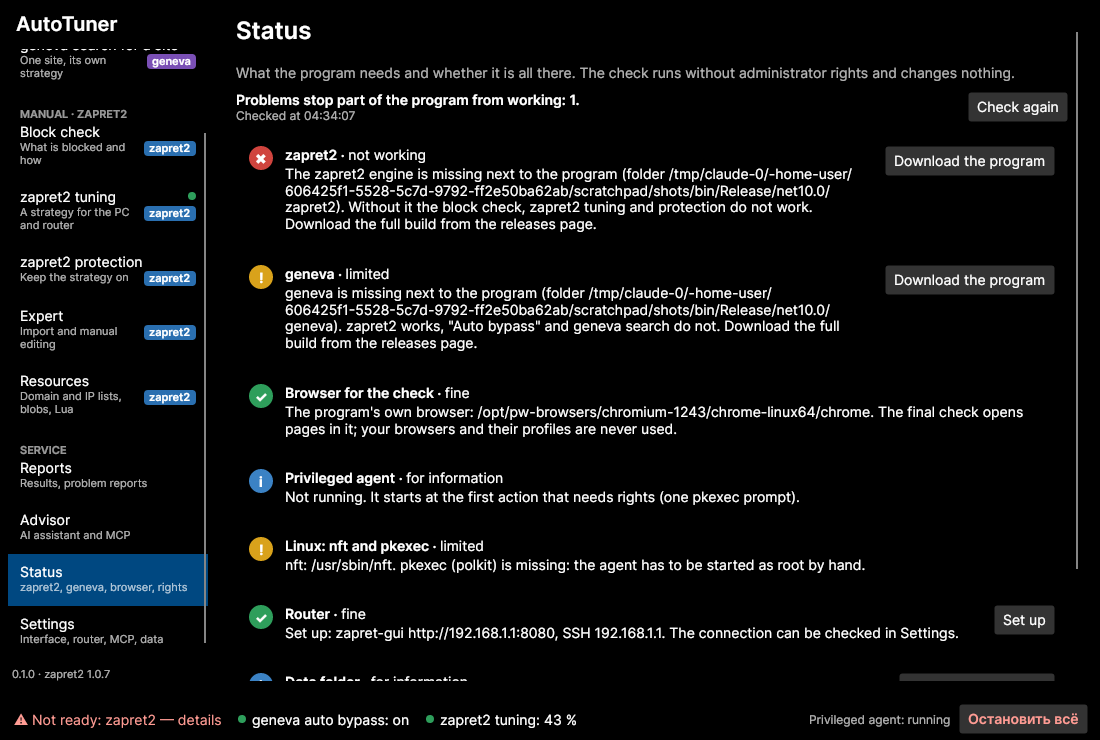 AutoTuner
geneva search for a site
One site, its own
strategy
geneva
MANUAL · ZAPRET2
Block check
What is blocked and
how
zapret2
zapret2 tuning
A strategy for the PC
and router
zapret2
zapret2 protection
Keep the strategy on
zapret2
Expert
Import and manual
editing
zapret2
Resources
Domain and IP lists,
blobs, Lua
zapret2
SERVICE
Reports
Results, problem reports
Advisor
AI assistant and MCP
Status
zapret2, geneva, browser, rights
Settings
Interface, router, MCP, data
0.1.0 · zapret2 1.0.7
Status
What the program needs and whether it is all there. The check runs without administrator rights and changes nothing.
Problems stop part of the program from working: 1.
Checked at 04:34:07
Check again
zapret2 · not working
The zapret2 engine is missing next to the program (folder /tmp/claude-0/-home-user/
606425f1-5528-5c7d-9792-ff2e50ba62ab/scratchpad/shots/bin/Release/net10.0/
zapret2). Without it the block check, zapret2 tuning and protection do not work.
Download the full build from the releases page.
Download the program
geneva · limited
geneva is missing next to the program (folder /tmp/claude-0/-home-user/
606425f1-5528-5c7d-9792-ff2e50ba62ab/scratchpad/shots/bin/Release/net10.0/
geneva). zapret2 works, "Auto bypass" and geneva search do not. Download the full
build from the releases page.
Download the program
Browser for the check · fine
The program's own browser: /opt/pw-browsers/chromium-1243/chrome-linux64/chrome. The final check opens
pages in it; your browsers and their profiles are never used.
Privileged agent · for information
Not running. It starts at the first action that needs rights (one pkexec prompt).
Linux: nft and pkexec · limited
nft: /usr/sbin/nft. pkexec (polkit) is missing: the agent has to be started as root by hand.
Router · fine
Set up: zapret-gui http://192.168.1.1:8080, SSH 192.168.1.1. The connection can be checked in Settings.
Set up
Data folder · for information
Not ready: zapret2 — details
geneva auto bypass: on
zapret2 tuning: 43 %
Privileged agent: running
Остановить всё